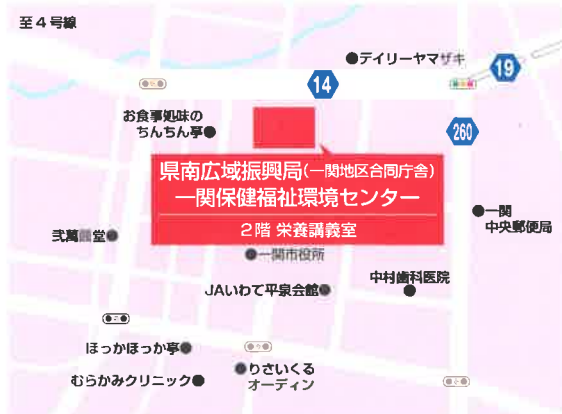 至4号線
●デイリーヤマザキ
19
14
お食事処味の
ちんちん亭●
260
県南広域振興局(一関地区合同庁舎)
一関保健福祉環境センター
2階 栄養講義室
●一関
中央郵便局
弐萬圓堂●
●一関市役所
中村歯科医院
●
JAいわて平泉会館●
ほっかほっか亭●
●りさいくる
オーディン
むらかみクリニック●